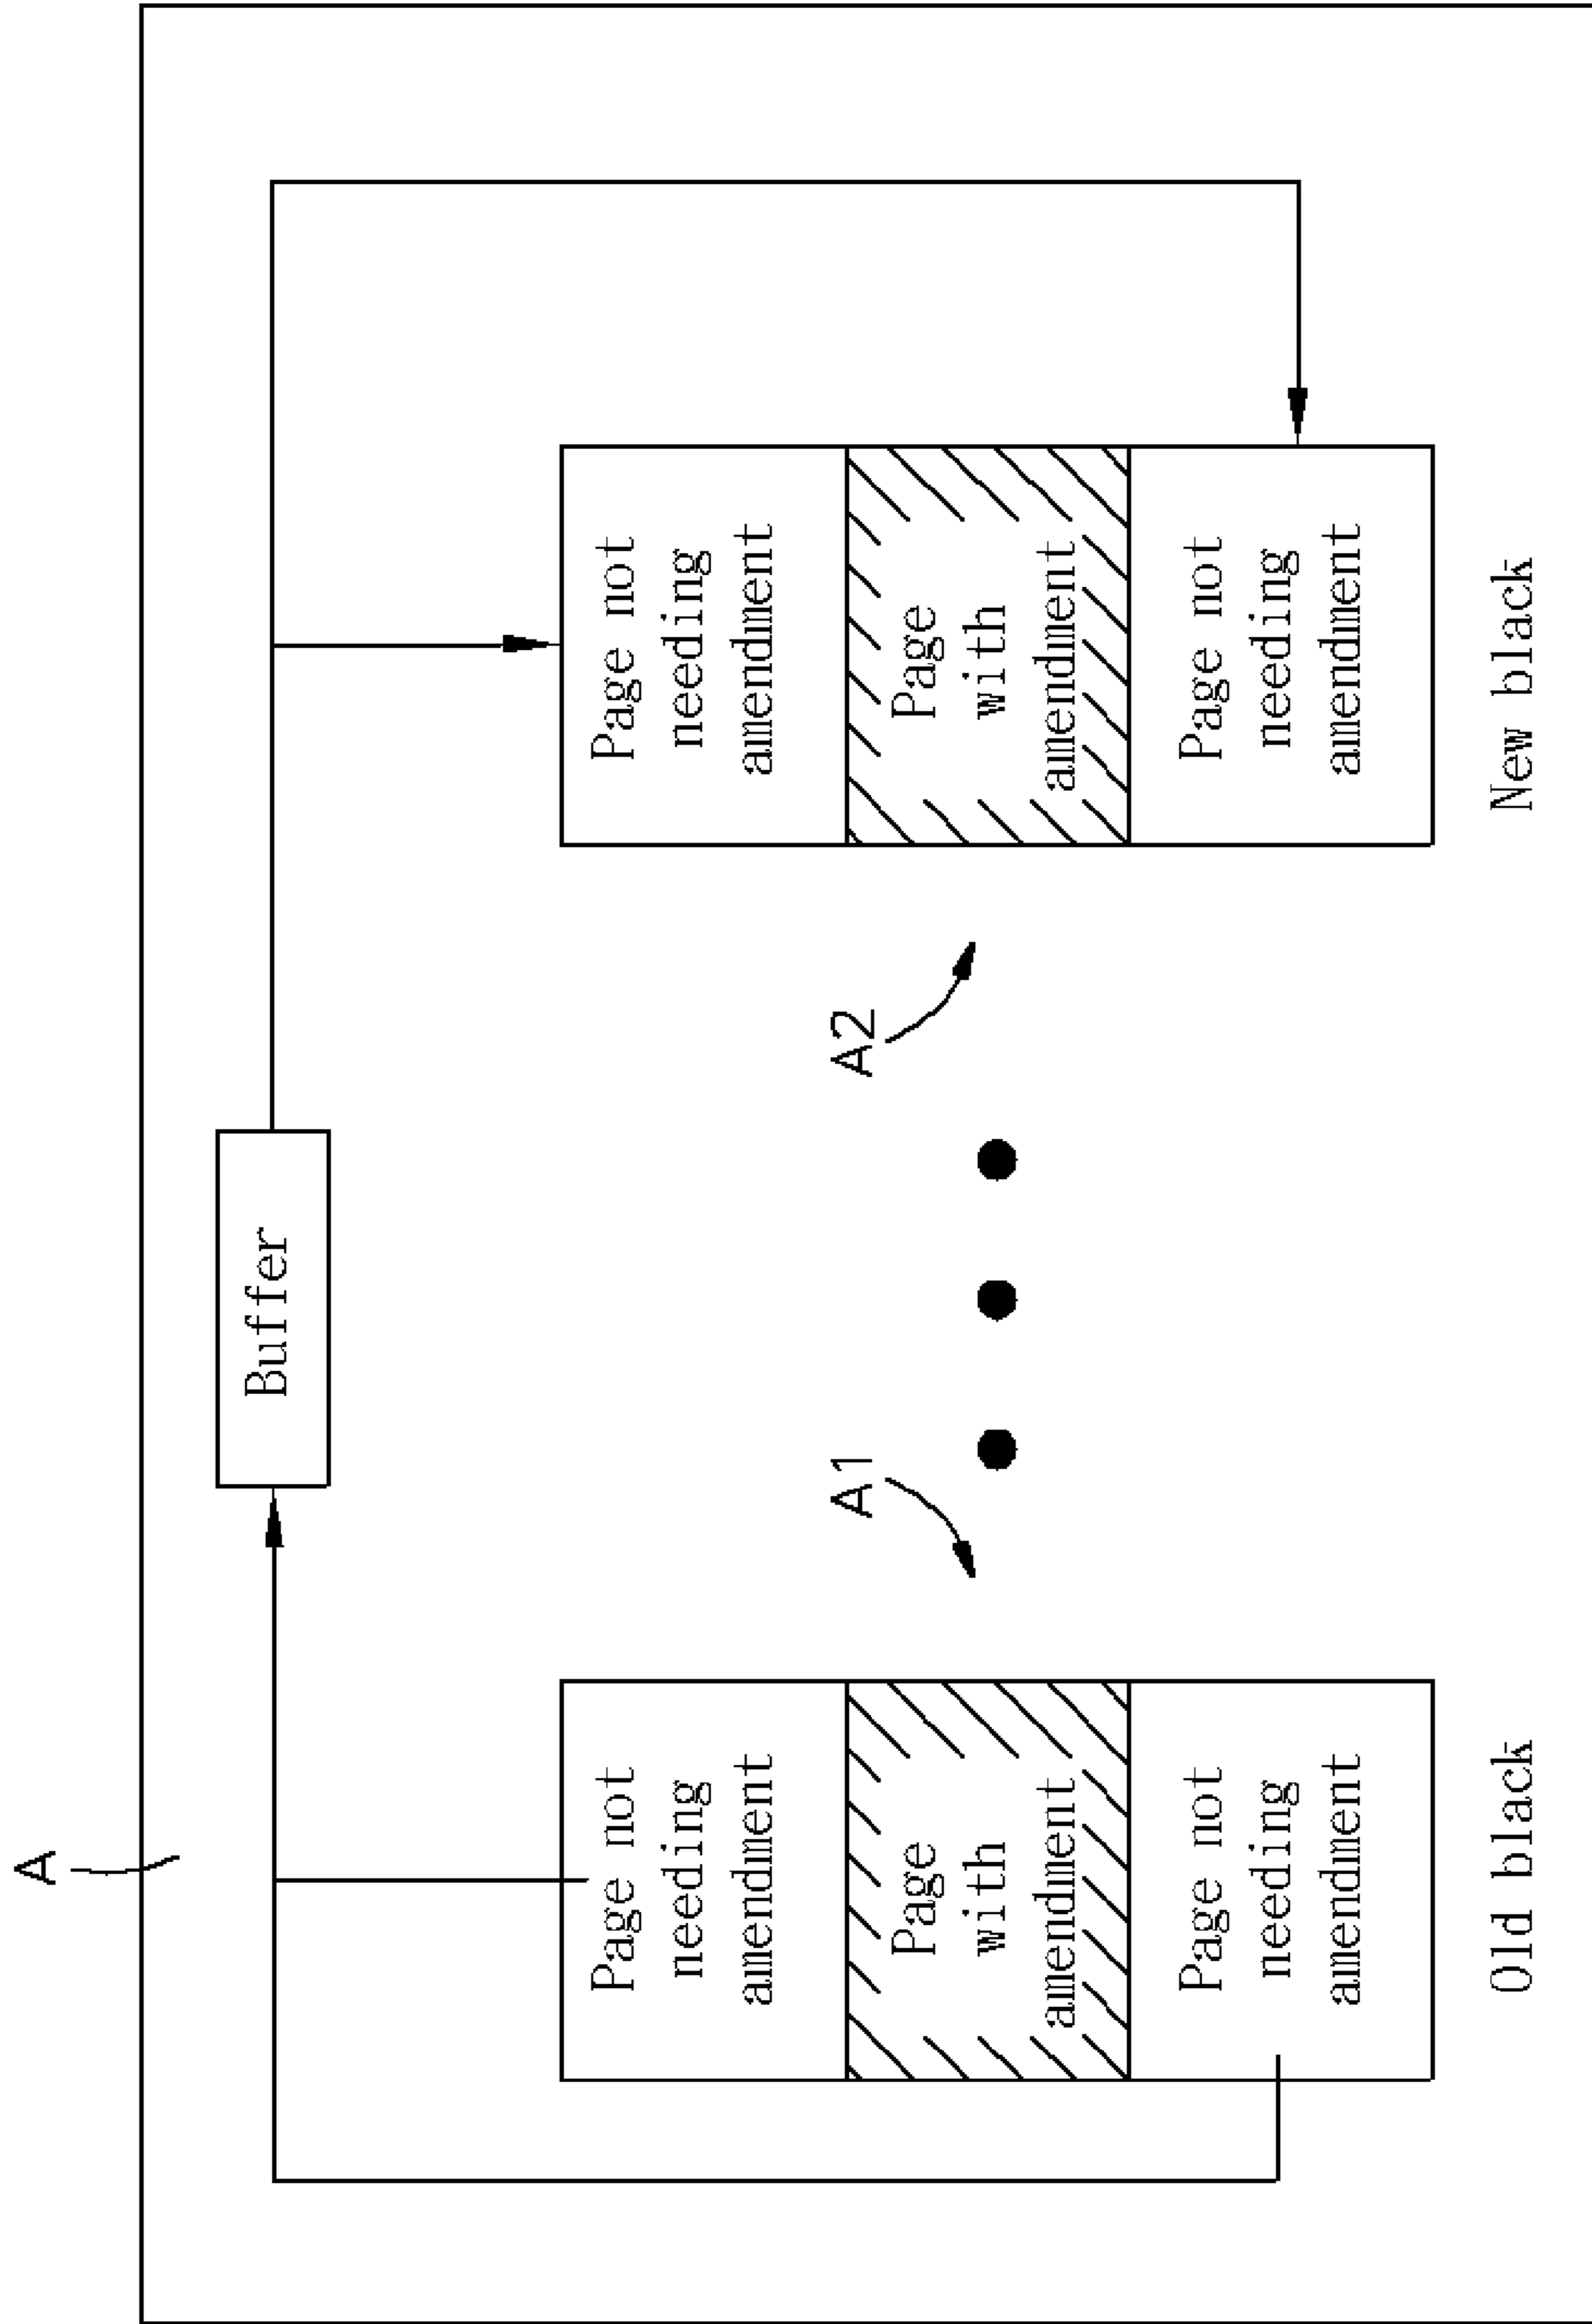 A
Buffer
A1
A2
Page not
needing
amendment
Page
with
amendment
Page not
needing
amendment
Old black
Page not
needing
amendment
Page
with
amendment
Page not
needing
amendment
New black